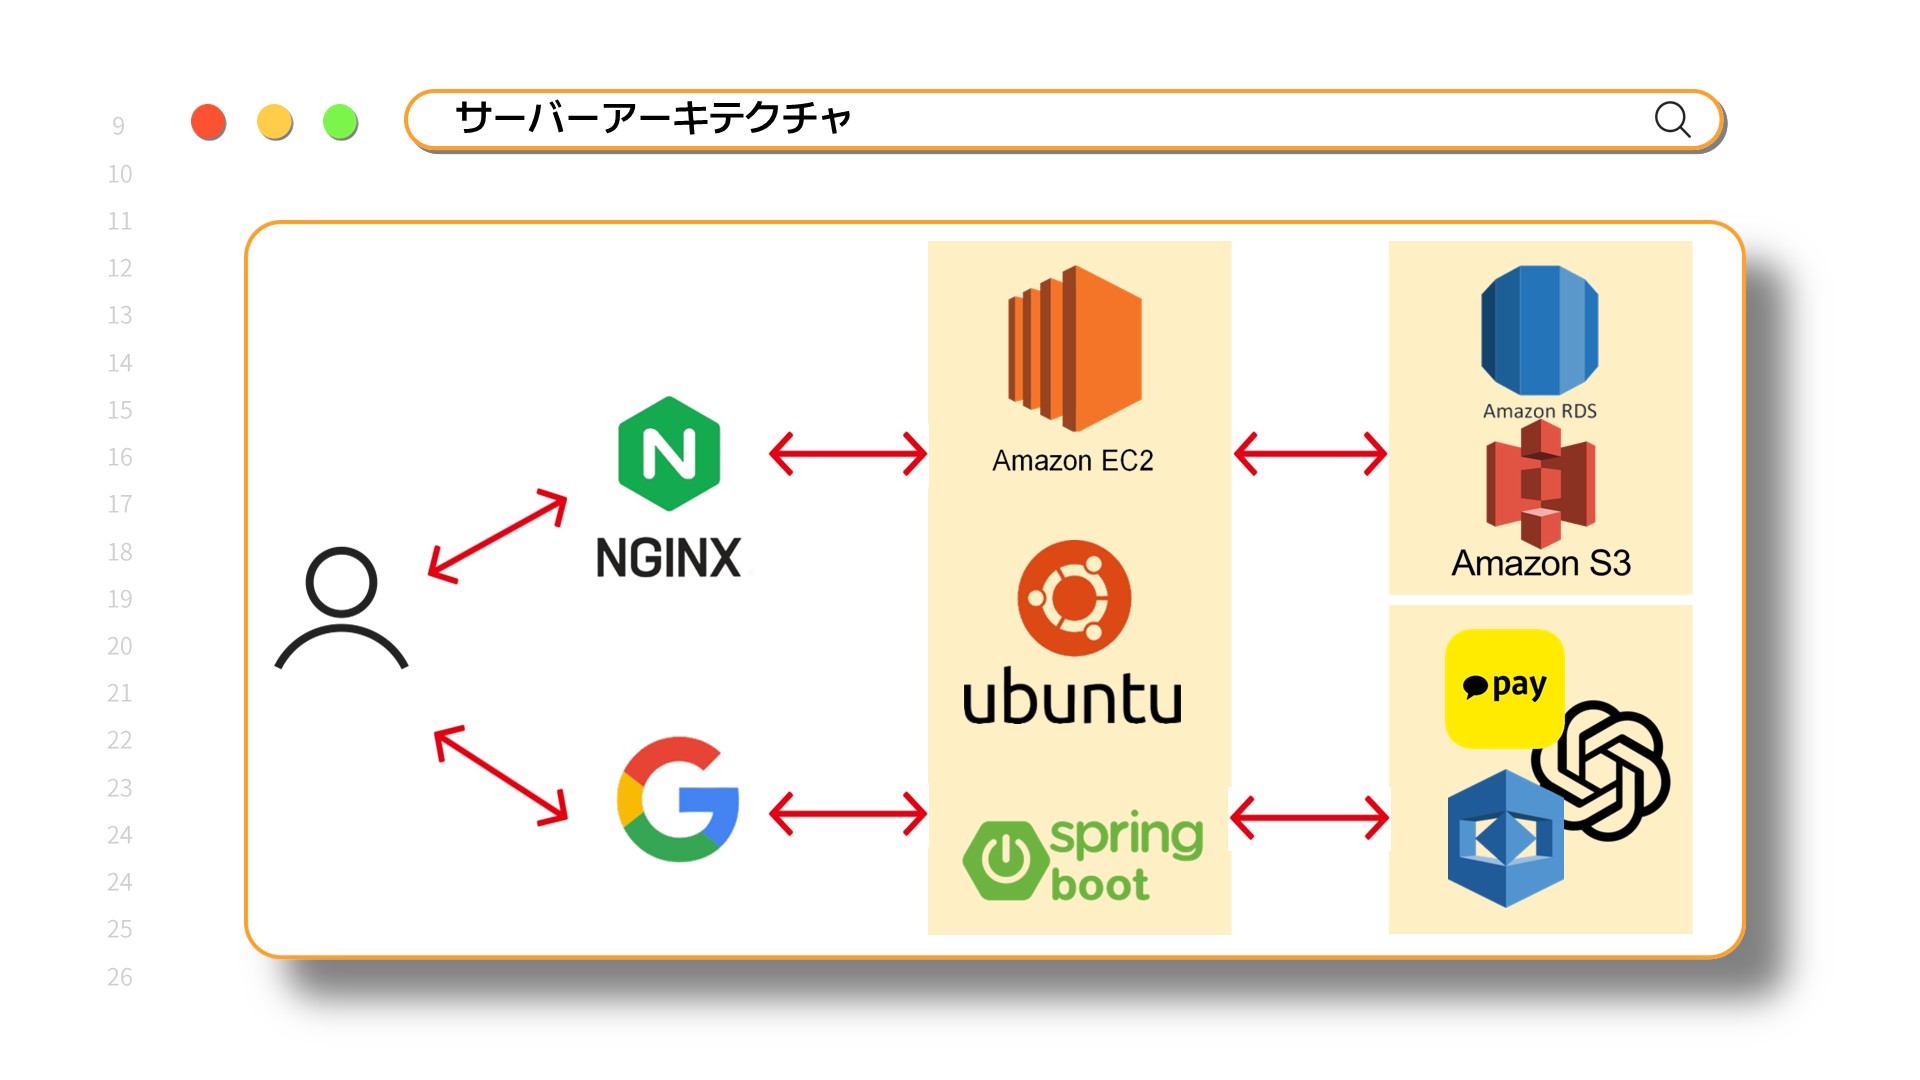 サーバーアーキテクチャ
9
10
11
12
13
14
15
16
17
18
19
20
21
22
23
24
24
25
26
NGINX
Amazon EC2
ubuntu
spring
boot
Amazon RDS
Amazon S3
pay